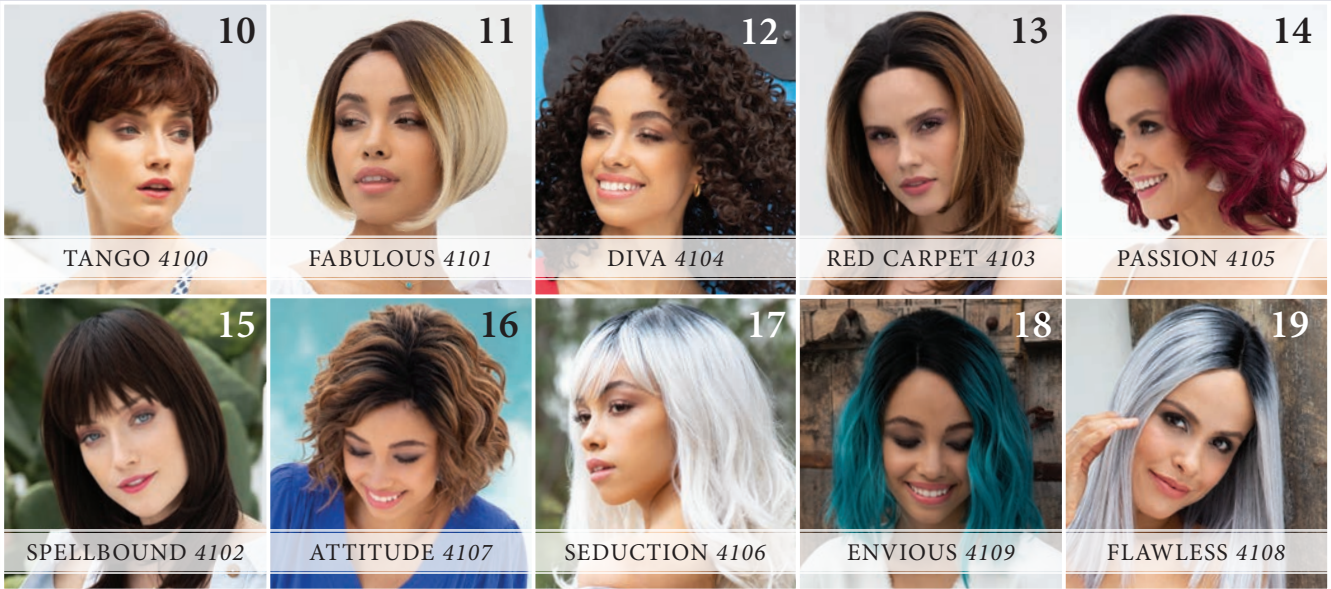 10
TANGO 4100
11
FABULOUS 4101
12
DIVA 4104
13
RED CARPET 4103
14
PASSION 4105
15
SPELLBOUND 4102
16
ATTITUDE 4107
17
SEDUCTION 4106
18
ENVIOUS 4109
19
FLAWLESS 4108